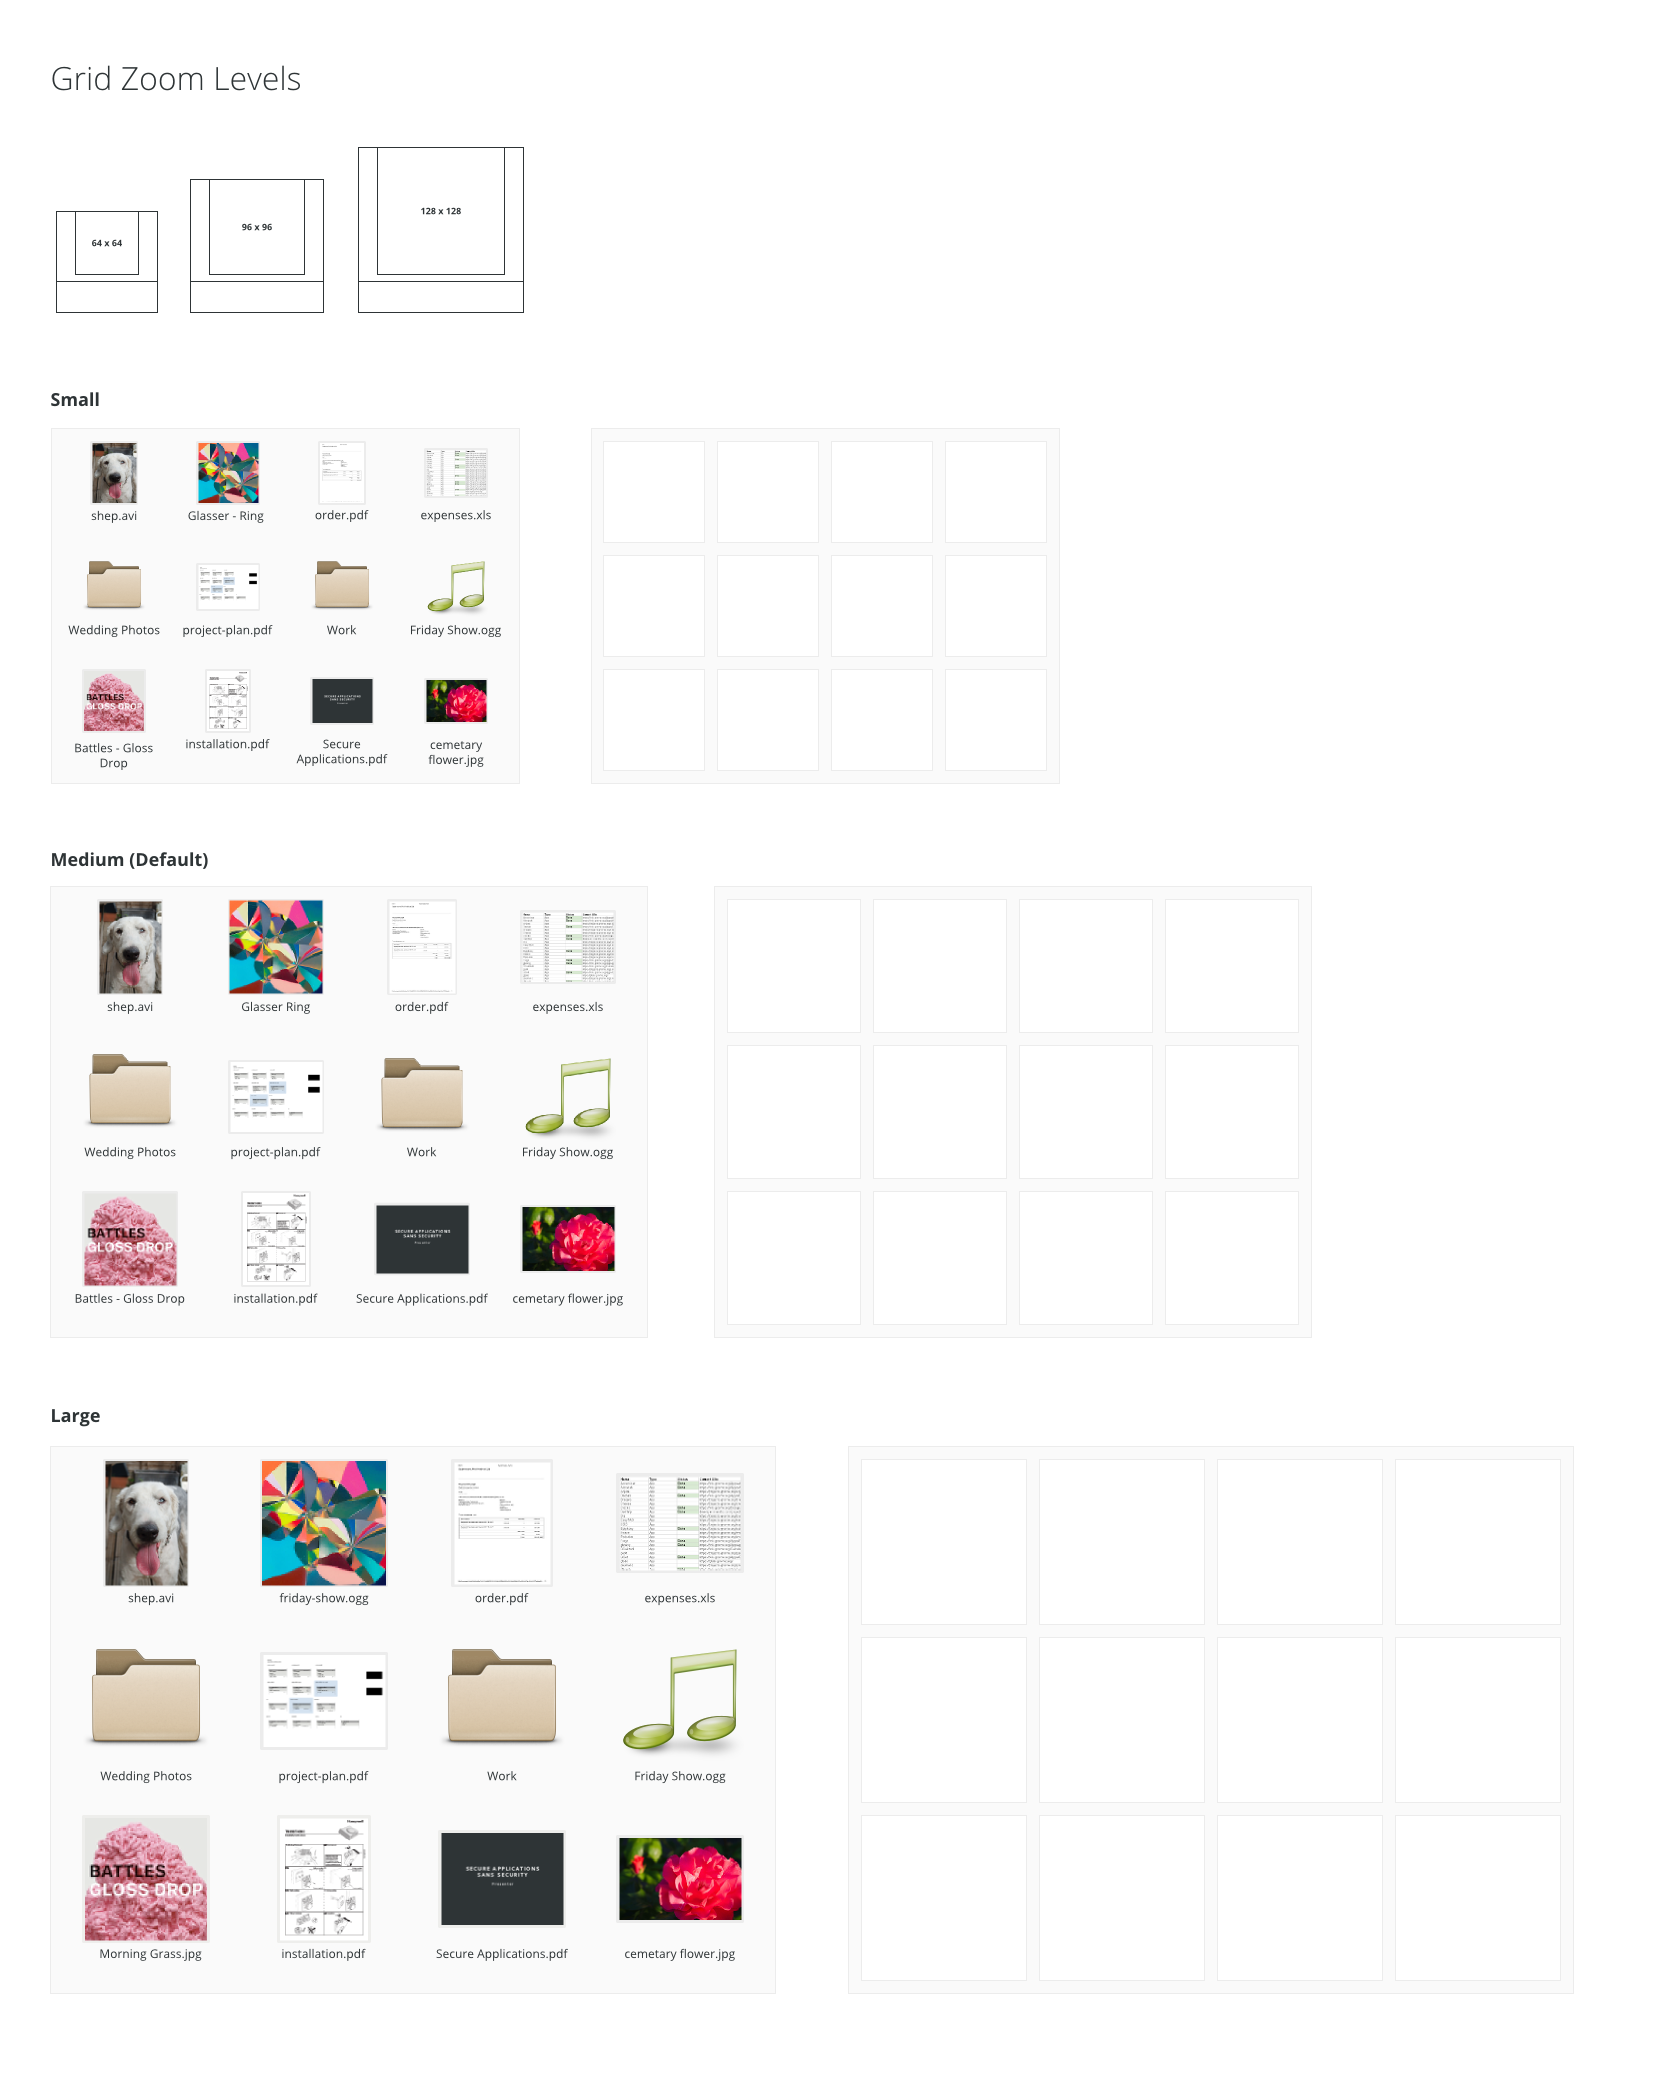 Grid Zoom Levels
128 x 128
96 x 96
64 x 64
Small
shep.avi
Glasser - Ring
order.pdf
expenses.xls
Wedding Photos
project-plan.pdf
Work
Friday Show.ogg
BATTLES
GLOSS DROP
SECURE APPLICATIONS
SANS SECURITY
Battles - Gloss
Drop
installation.pdf
Secure
Applications.pdf
cemetary
flower.jpg
Medium (Default)
shep.avi
Glasser Ring
order.pdf
expenses.xls
Wedding Photos
project-plan.pdf
Work
Friday Show.ogg
BATTLES
GLOSS DROP
SECURE APPLICATIONS
SANS SECURITY
Battles - Gloss Drop
installation.pdf
Secure Applications.pdf
cemetary flower.jpg
Large
Name Type
shep.avi
friday-show.ogg
order.pdf
expenses.xls
Wedding Photos
project-plan.pdf
Work
Friday Show.ogg
BATTLES
GLOSS DROP
SECURE APPLICATIONS
SANS SECURITY
Morning Grass.jpg
installation.pdf
Secure Applications.pdf
cemetary flower.jpg